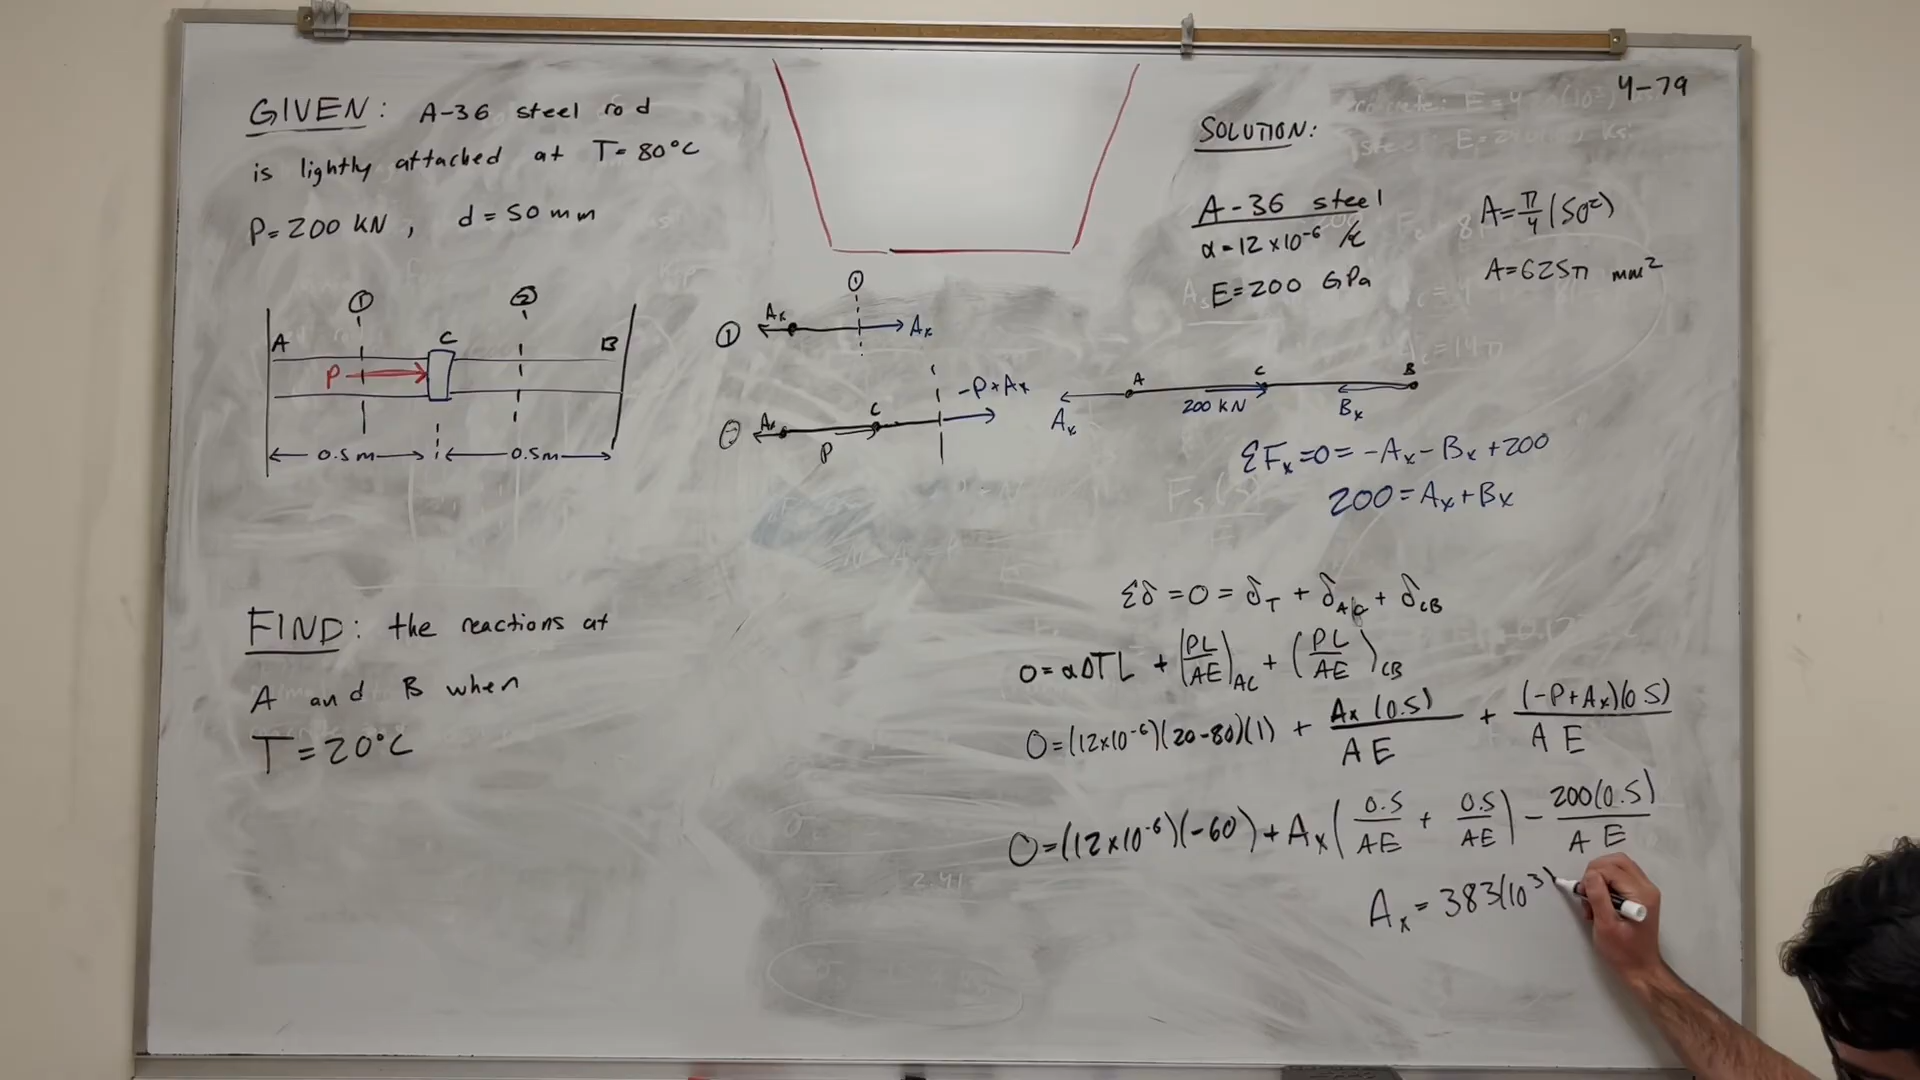 4-79
GIVEN: A-36 steel rod
is lightly attached at T=80°C
P=200 KN, d=50mm
① ②
A C B
P
0.5m 0.5m
FIND: the reactions at
A and B when
T=20°C
①
① Ax Ax
② Ax P C -P+Ax
SOLUTION:
A-36 steel
α=12×10⁻⁶ /°C
E=200 GPa
A=π/4(50²)
A=625π mm²
Ax A 200 KN C Bx B
ΣFx=0=-Ax-Bx+200
200=Ax+Bx
Σδ=0=δT+δAC+δCB
0=αΔTL+(PL/AE)AC+(PL/AE)CB
0=(12×10⁻⁶)(20-80)(1)+Ax(0.5)/AE+(-P+Ax)(0.5)/AE
0=(12×10⁻⁶)(-60)+Ax(0.5/AE+0.5/AE)-200(0.5)/AE
Ax=383(10³)